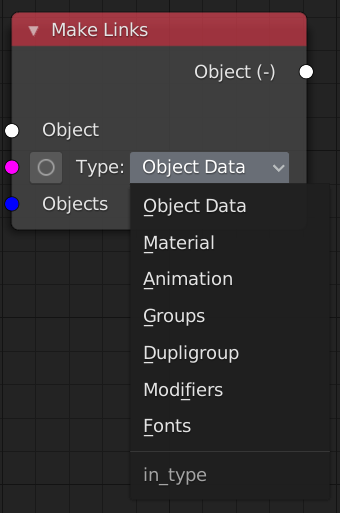 Make Links
Object (-)
Object
Type: Object Data
Objects
Object Data
Material
Animation
Groups
Dupligroup
Modifiers
Fonts
in_type